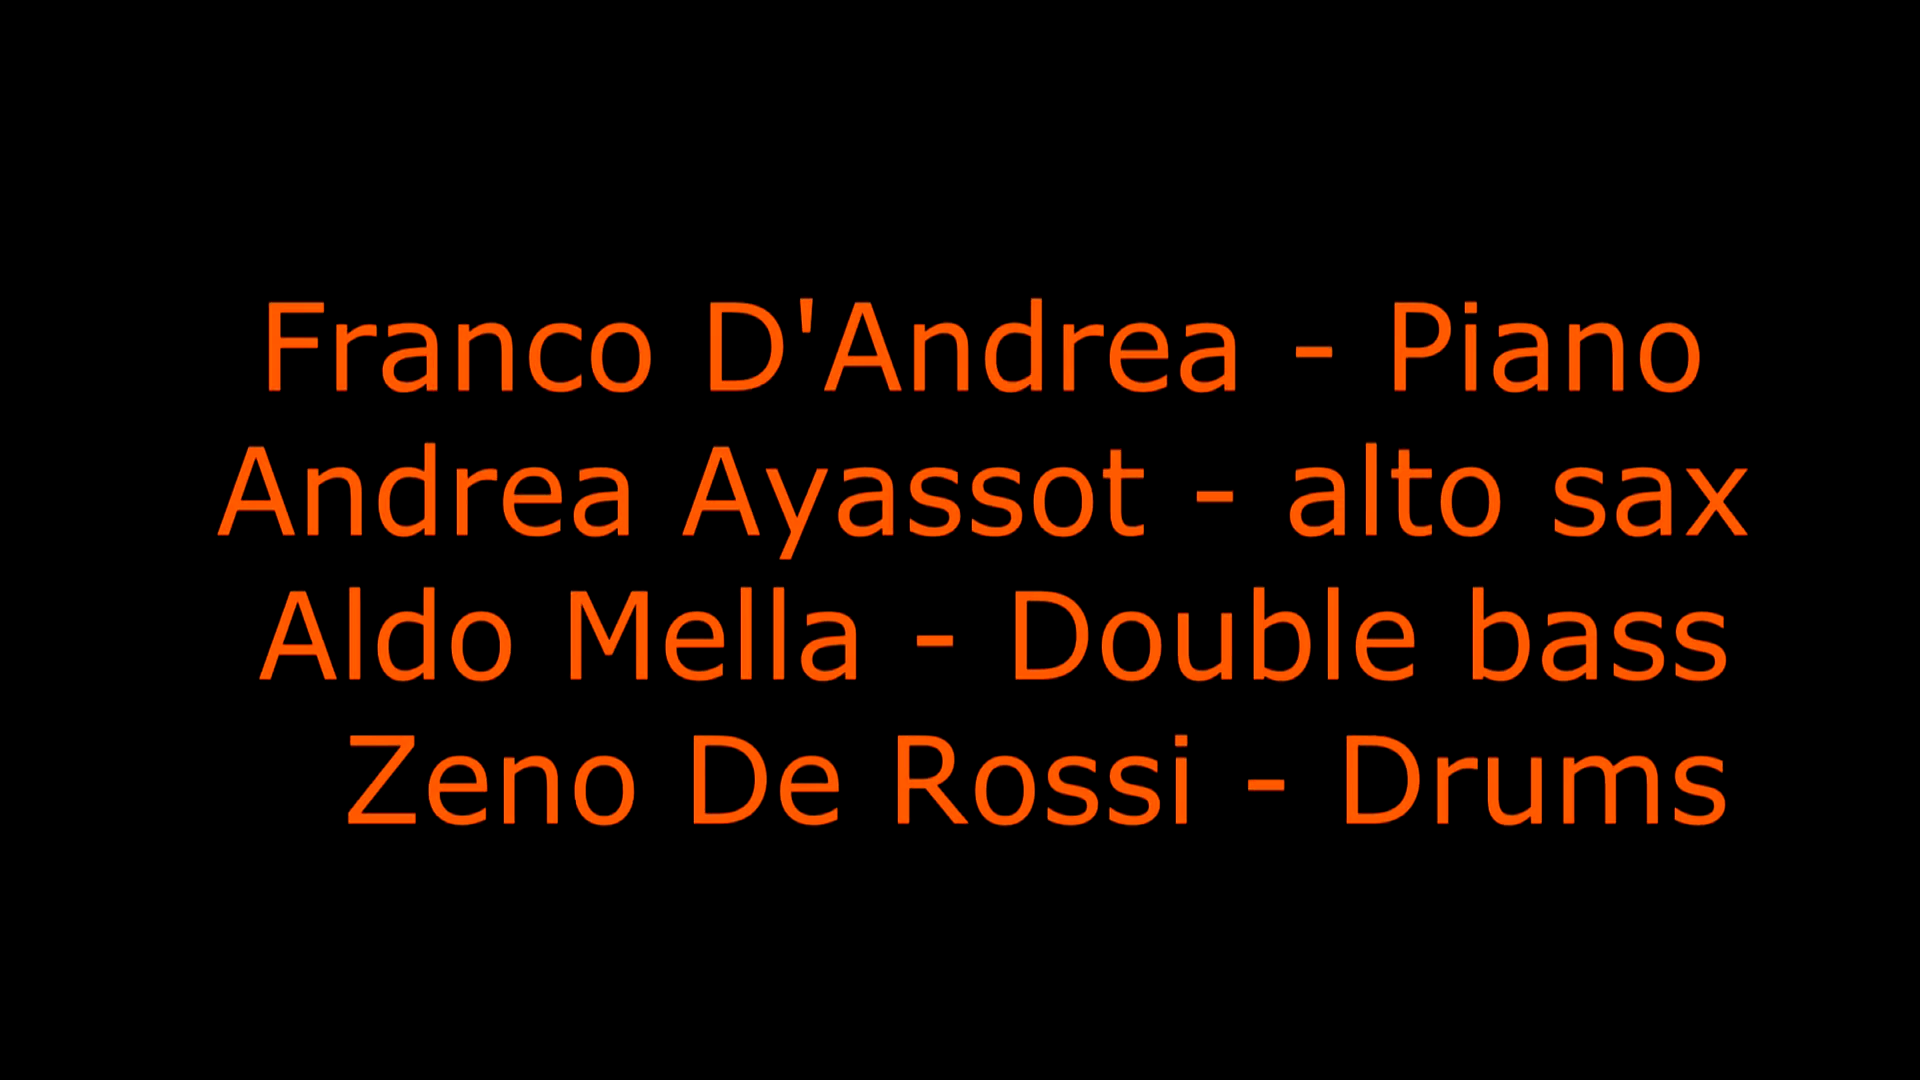 Franco D'Andrea - Piano
Andrea Ayassot - alto sax
Aldo Mella - Double bass
Zeno De Rossi - Drums